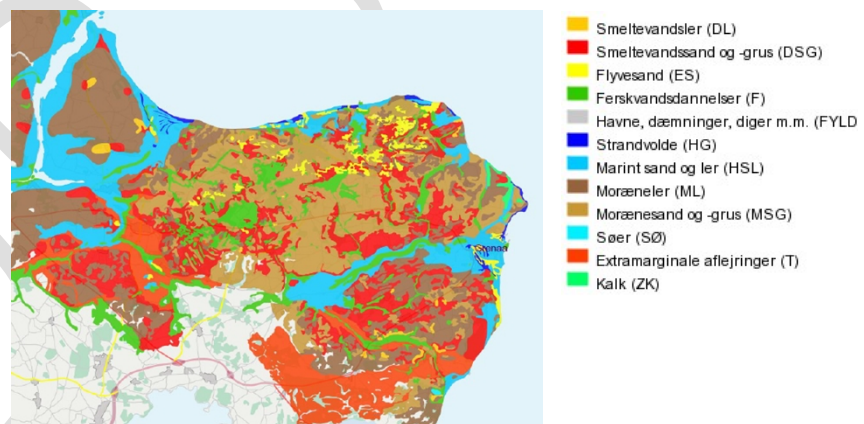 Smeltevandsler (DL)
Smeltevandssand og -grus (DSG)
Flyvesand (ES)
Ferskvandsdannelser (F)
Havne, dæmninger, diger m.m. (FYLD
Strandvolde (HG)
Marint sand og ler (HSL)
Moræneler (ML)
Morænesand og -grus (MSG)
Søer (SØ)
Extramarginale aflejringer (T)
Kalk (ZK)